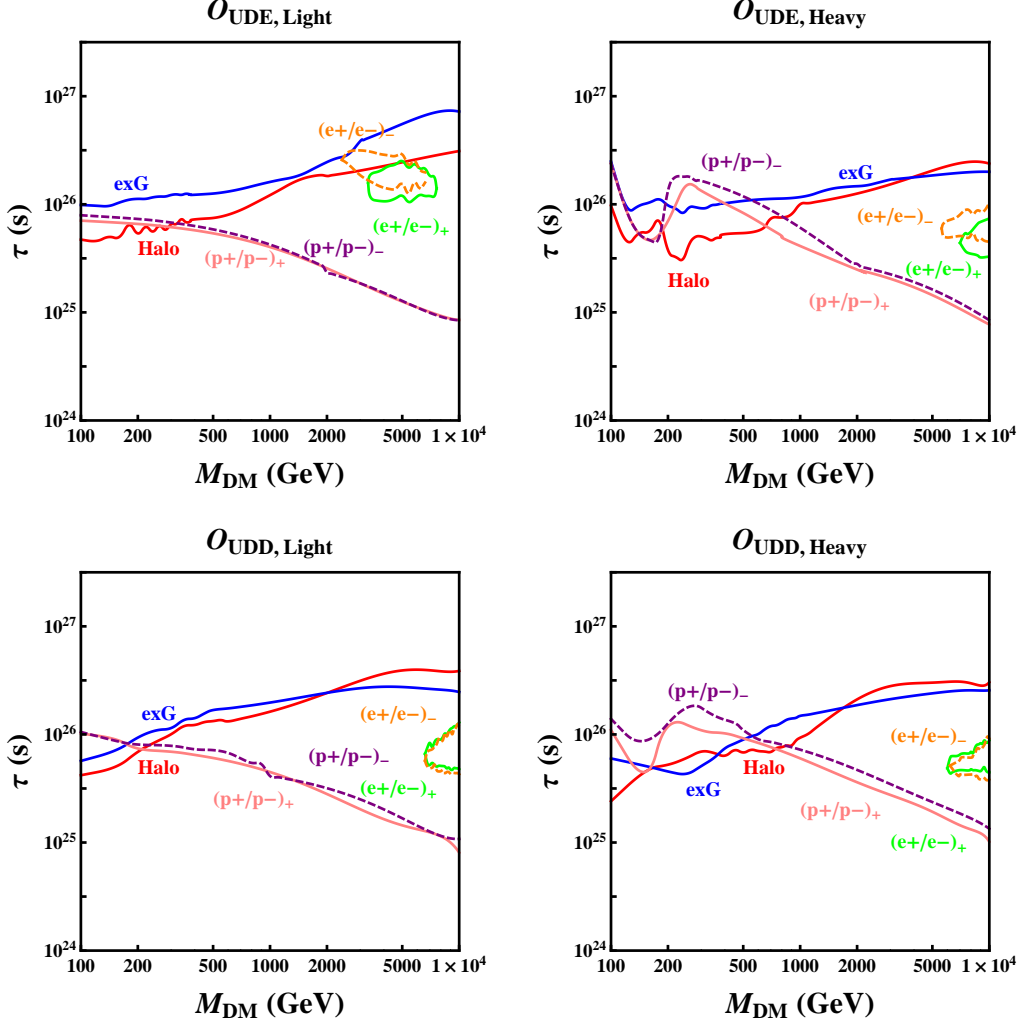 O_UDE, Light
τ (s)
10^27
10^26
10^25
10^24
(e+/e−)_−
exG
(e+/e−)_+
Halo
(p+/p−)_+
(p+/p−)_−
100 200 500 1000 2000 5000 1 × 10^4
M_DM (GeV)
O_UDE, Heavy
τ (s)
10^27
10^26
10^25
10^24
(p+/p−)_−
exG
(e+/e−)_−
Halo
(e+/e−)_+
(p+/p−)_+
100 200 500 1000 2000 5000 1 × 10^4
M_DM (GeV)
O_UDD, Light
τ (s)
10^27
10^26
10^25
10^24
exG
(e+/e−)_−
Halo
(p+/p−)_−
(e+/e−)_+
(p+/p−)_+
100 200 500 1000 2000 5000 1 × 10^4
M_DM (GeV)
O_UDD, Heavy
τ (s)
10^27
10^26
10^25
10^24
(p+/p−)_−
(e+/e−)_−
Halo
exG
(p+/p−)_+
(e+/e−)_+
100 200 500 1000 2000 5000 1 × 10^4
M_DM (GeV)